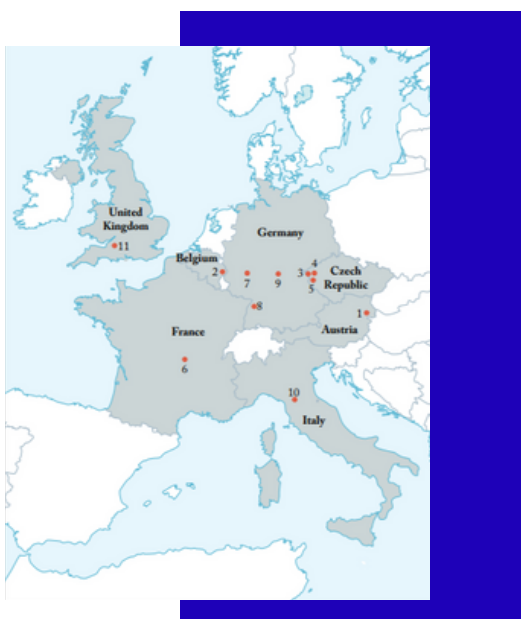 United
Kingdom
11
Germany
Belgium
2
7
9
3
4
5
Czech
Republic
8
1
Austria
France
6
10
Italy